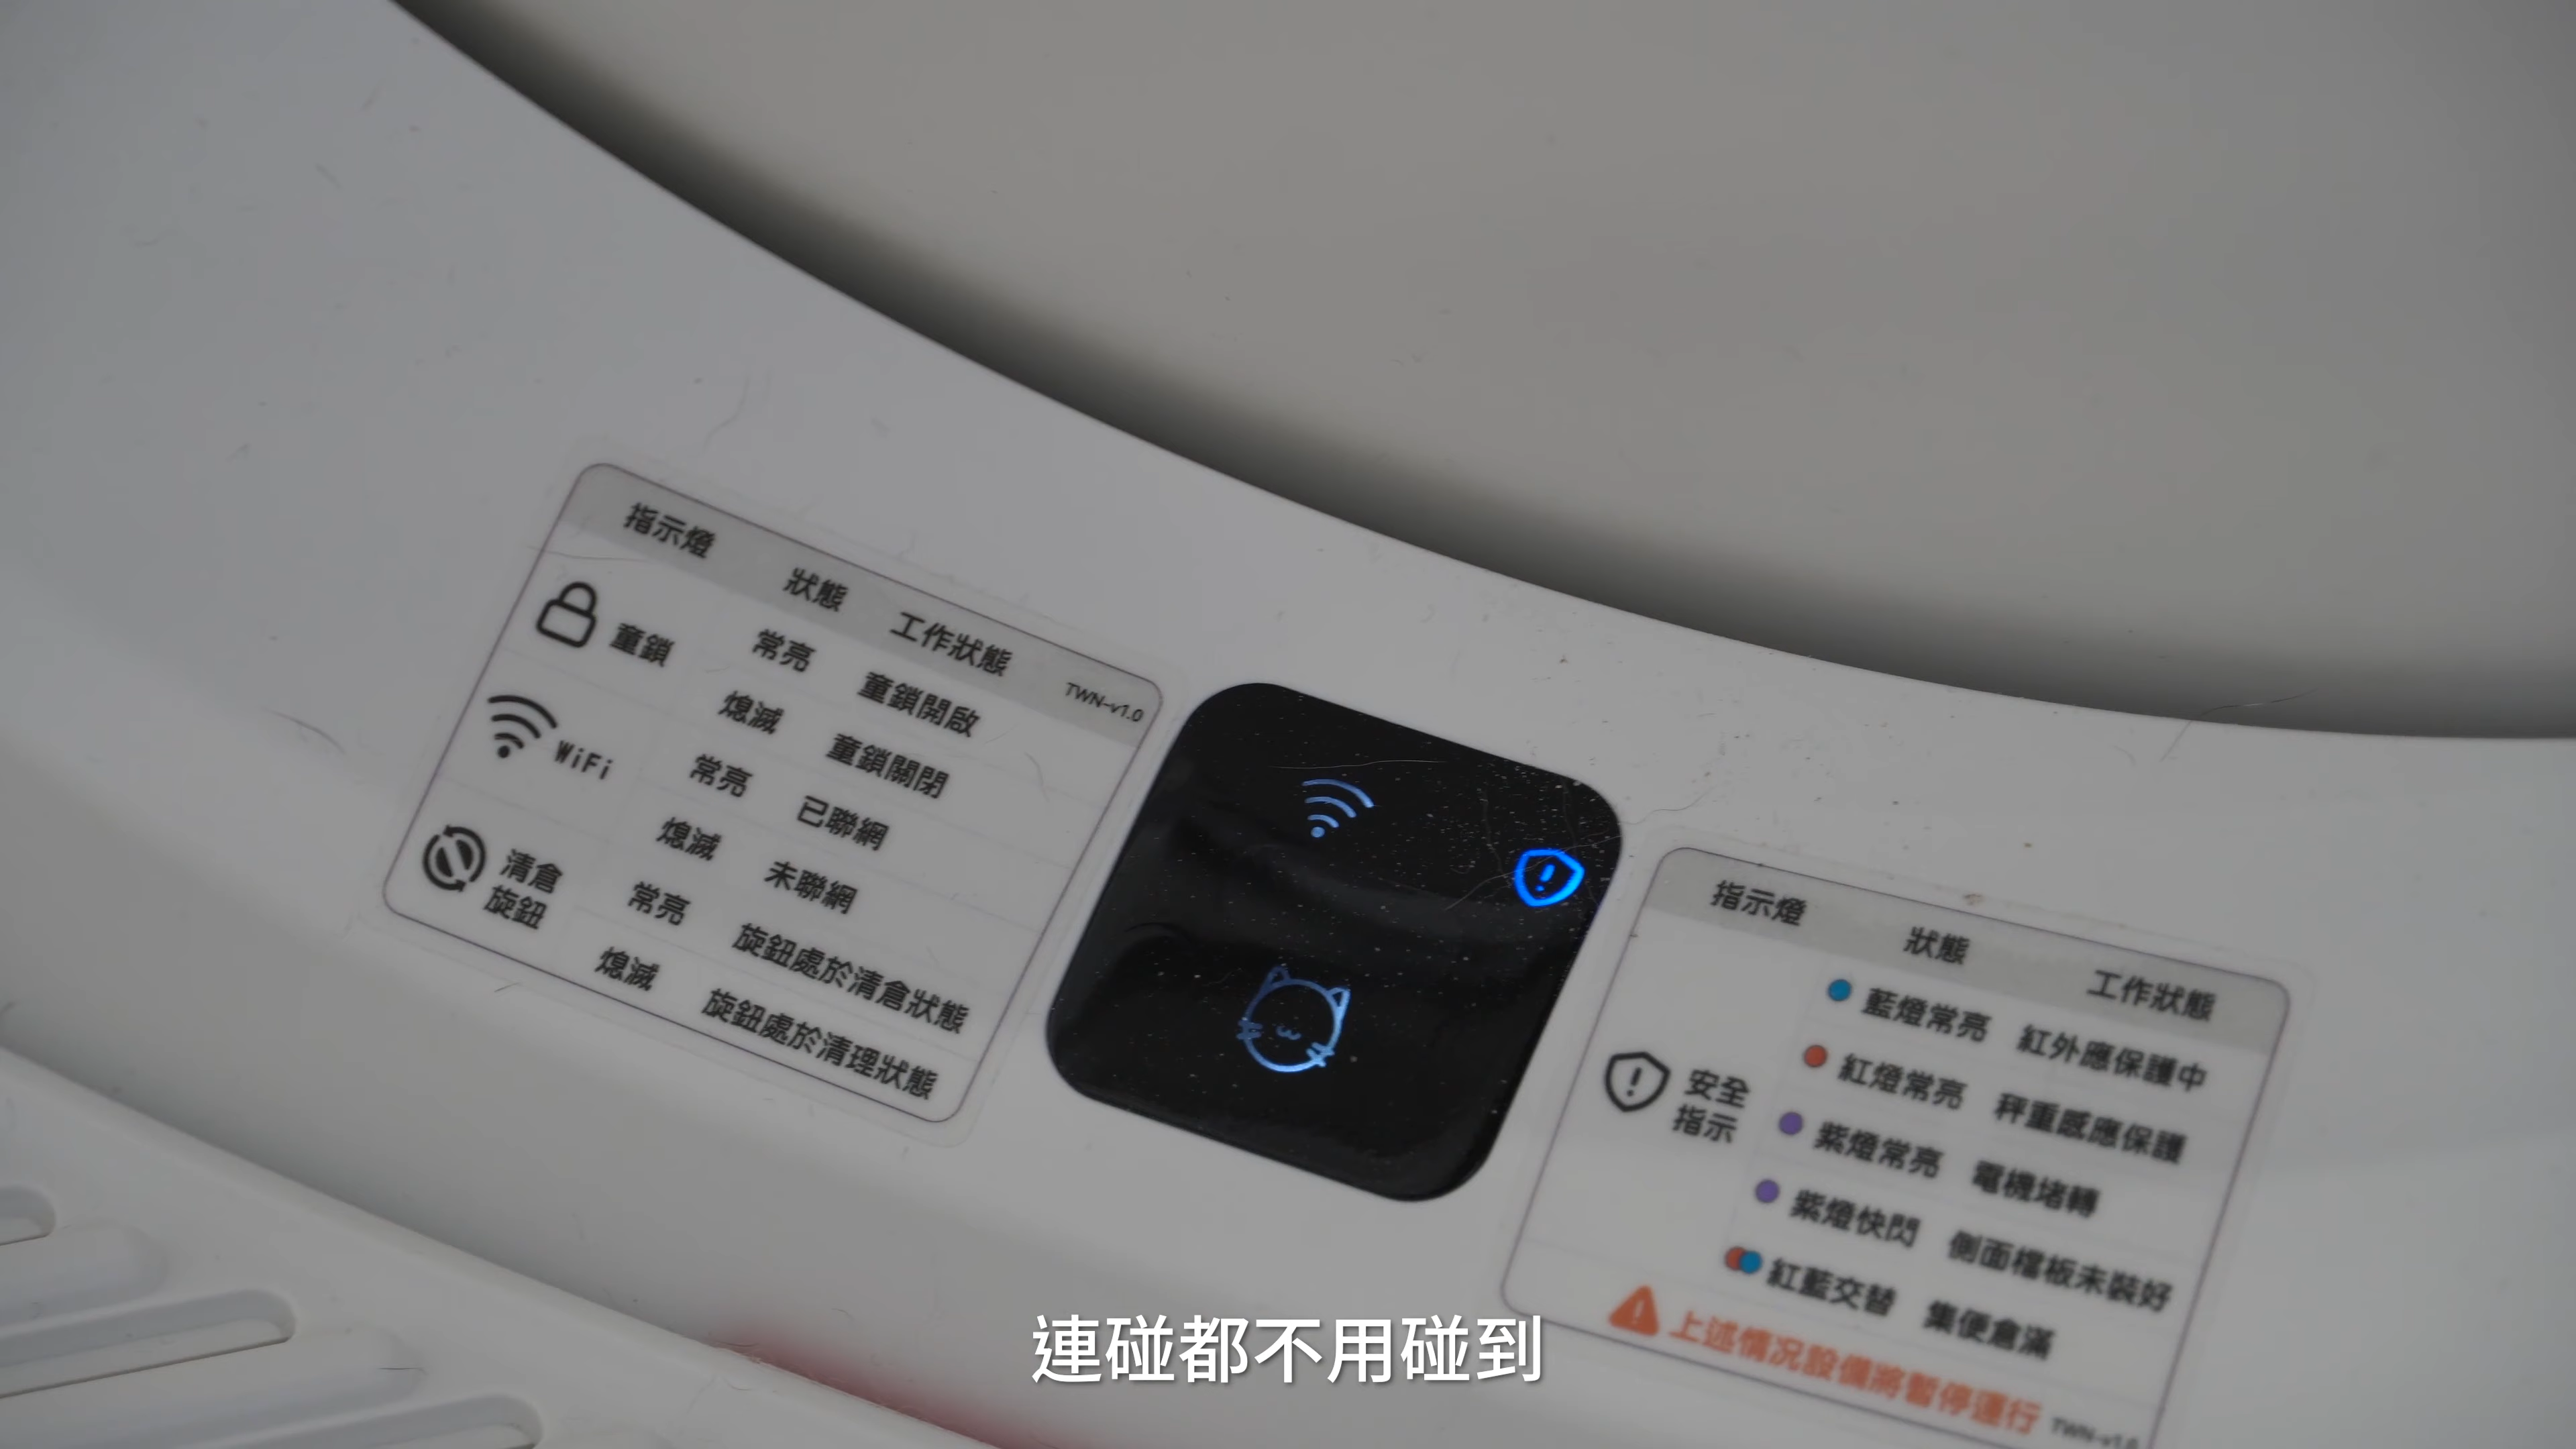 指示燈 狀態 工作狀態 TWN-v1.0
童鎖 常亮 童鎖開啟
熄滅 童鎖關閉
WiFi 常亮 已聯網
熄滅 未聯網
清倉旋鈕 常亮 旋鈕處於清倉狀態
熄滅 旋鈕處於清理狀態
指示燈 狀態 工作狀態
安全指示
藍燈常亮 紅外應保護中
紅燈常亮 秤重感應保護
紫燈常亮 電機堵轉
紫燈快閃 側面檔板未裝好
紅藍交替 集便倉滿
上述情況設備將暫停運行 TWN-v1.0
連碰都不用碰到